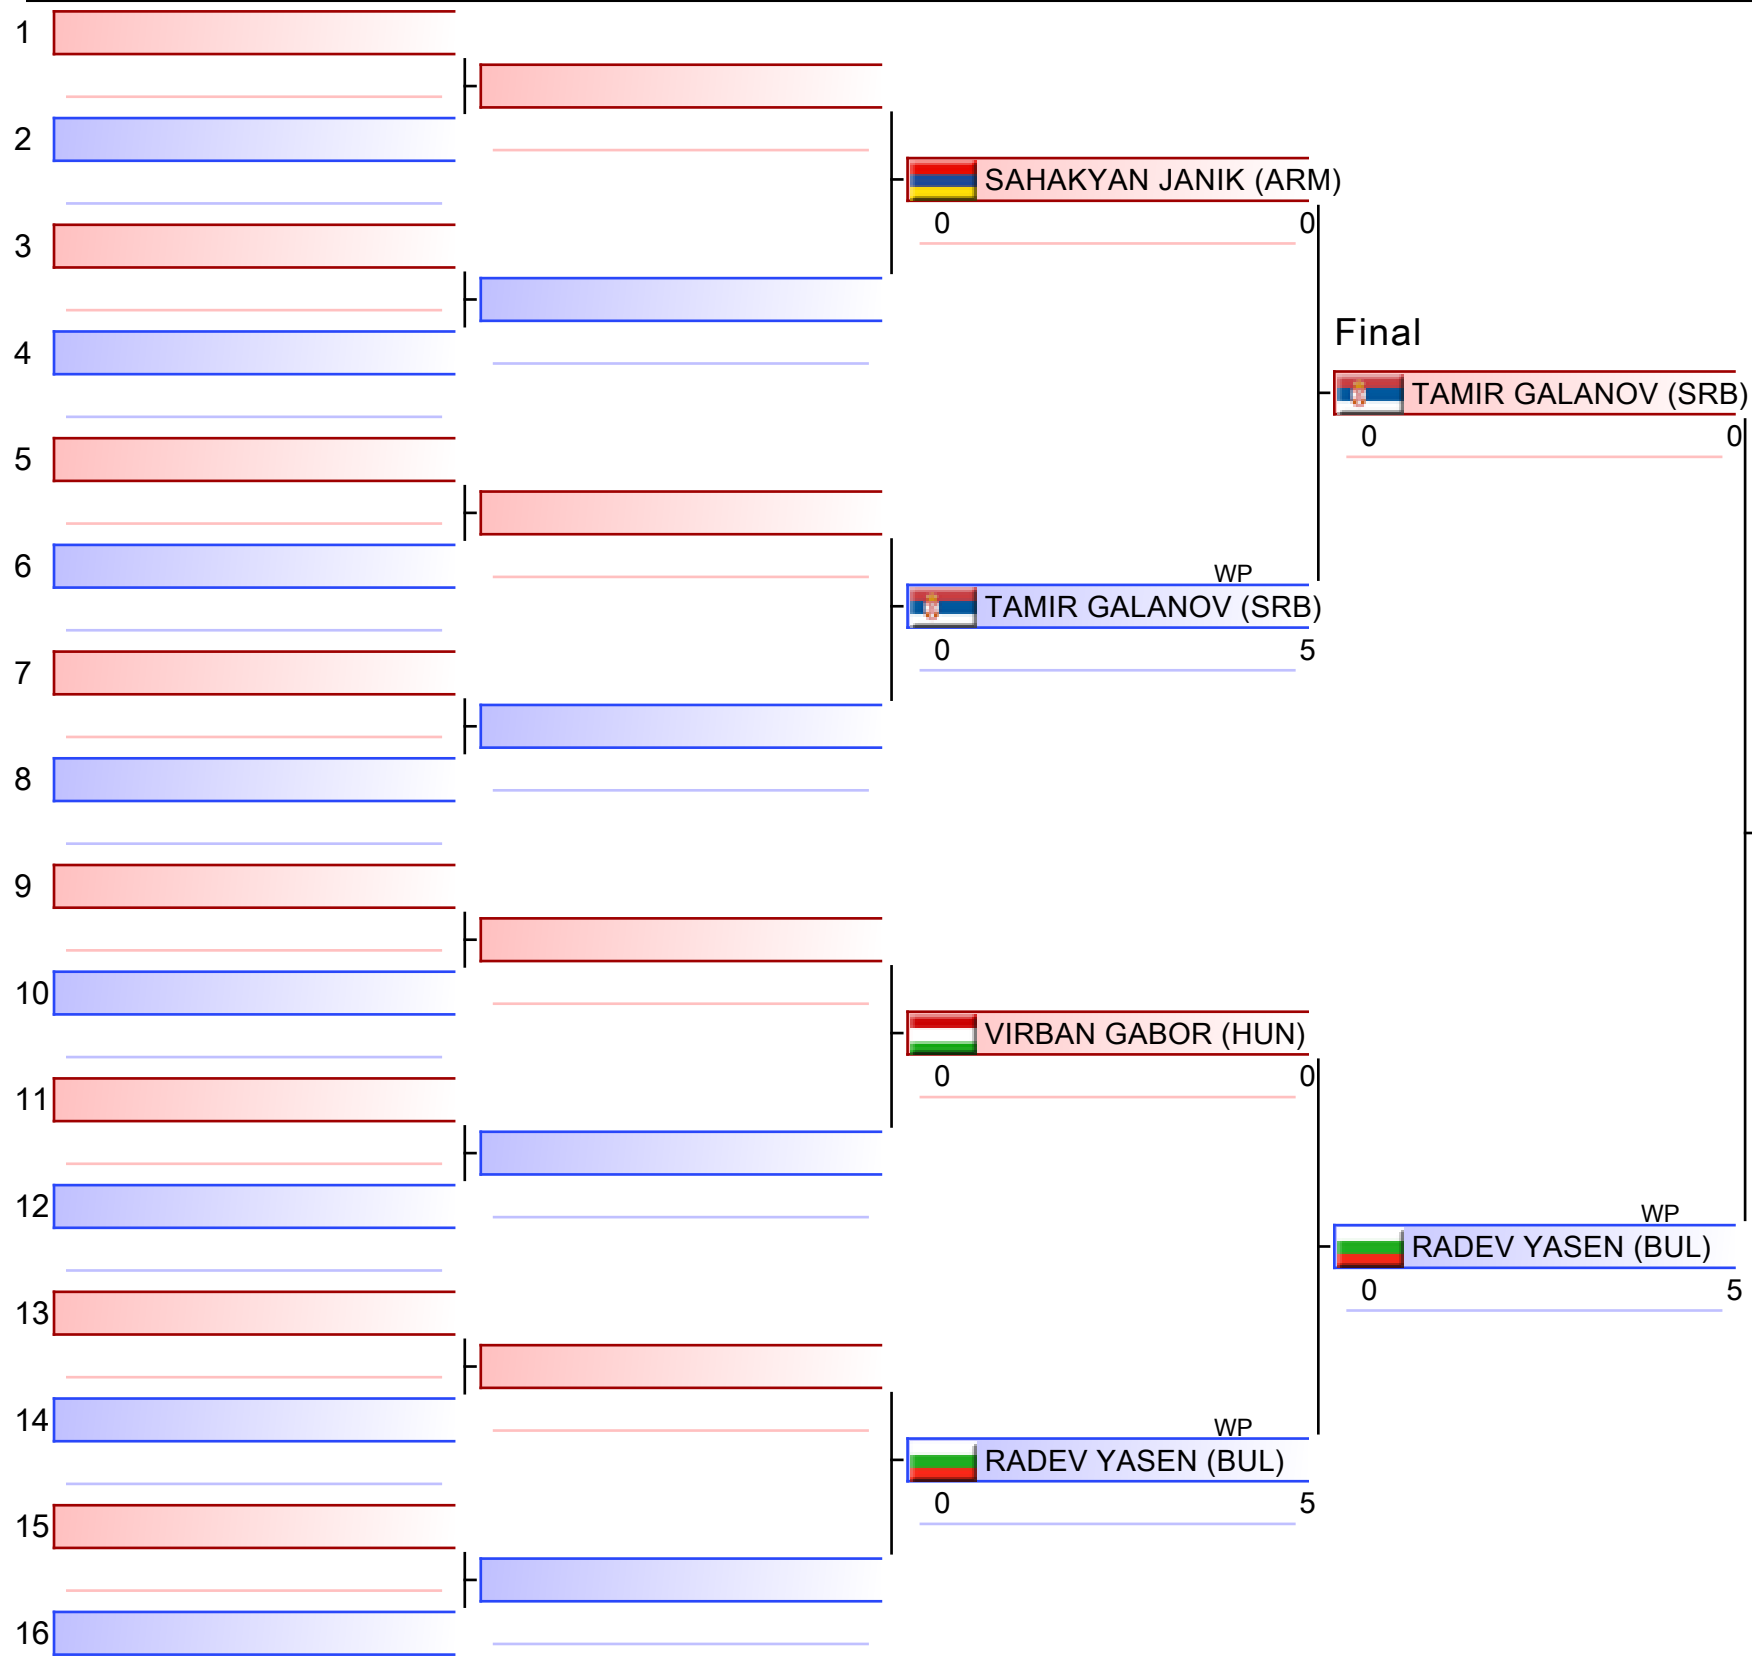 1
2
SAHAKYAN JANIK (ARM)
0 0
3
Final
4
TAMIR GALANOV (SRB)
0 0
5
6
WP
TAMIR GALANOV (SRB)
0 5
7
8
9
10
VIRBAN GABOR (HUN)
0 0
11
12
WP
RADEV YASEN (BUL)
0 5
13
14
WP
RADEV YASEN (BUL)
0 5
15
16